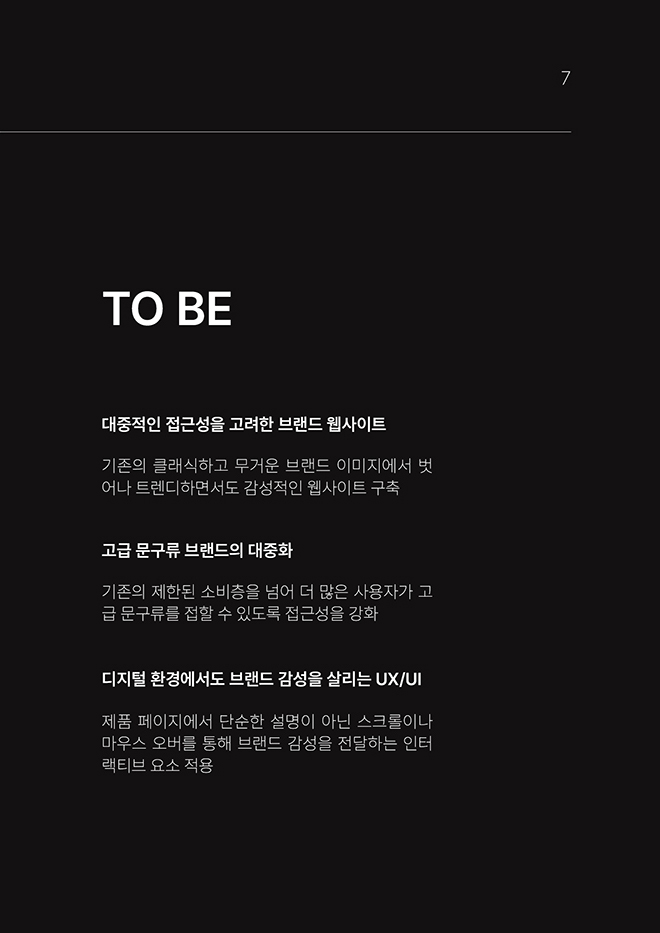 7
TO BE
대중적인 접근성을 고려한 브랜드 웹사이트
기존의 클래식하고 무거운 브랜드 이미지에서 벗
어나 트렌디하면서도 감성적인 웹사이트 구축
고급 문구류 브랜드의 대중화
기존의 제한된 소비층을 넘어 더 많은 사용자가 고
급 문구류를 접할 수 있도록 접근성을 강화
디지털 환경에서도 브랜드 감성을 살리는 UX/UI
제품 페이지에서 단순한 설명이 아닌 스크롤이나
마우스 오버를 통해 브랜드 감성을 전달하는 인터
랙티브 요소 적용